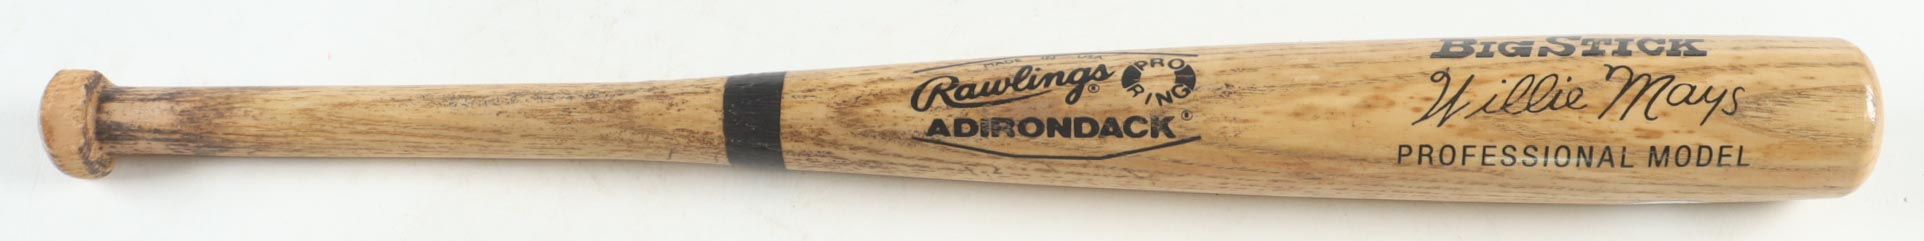 MADE IN USA
Rawlings®
PRO RING
ADIRONDACK®
BIG STICK
Willie Mays
PROFESSIONAL MODEL